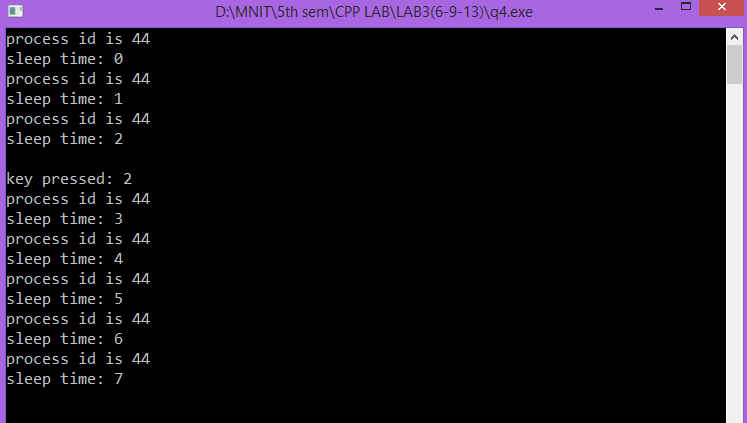 D:\MNIT\5th sem\CPP LAB\LAB3(6-9-13)\q4.exe
process id is 44
sleep time: 0
process id is 44
sleep time: 1
process id is 44
sleep time: 2
key pressed: 2
process id is 44
sleep time: 3
process id is 44
sleep time: 4
process id is 44
sleep time: 5
process id is 44
sleep time: 6
process id is 44
sleep time: 7